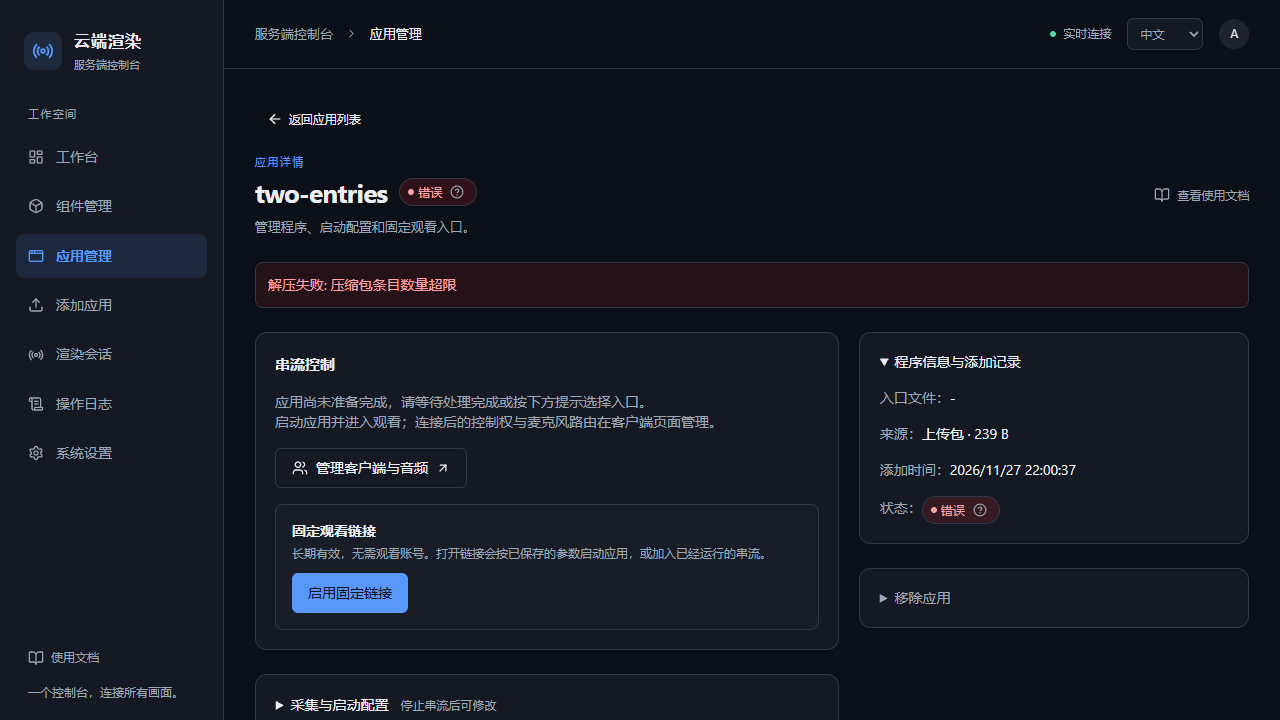 云端渲染
服务端控制台
工作空间
工作台
组件管理
应用管理
添加应用
渲染会话
操作日志
系统设置
使用文档
一个控制台，连接所有画面。
服务端控制台 > 应用管理
实时连接
中文
A
返回应用列表
应用详情
two-entries
错误
查看使用文档
管理程序、启动配置和固定观看入口。
解压失败: 压缩包条目数量超限
串流控制
应用尚未准备完成，请等待处理完成或按下方提示选择入口。
启动应用并进入观看；连接后的控制权与麦克风路由在客户端页面管理。
管理客户端与音频
固定观看链接
长期有效，无需观看账号。打开链接会按已保存的参数启动应用，或加入已经运行的串流。
启用固定链接
采集与启动配置 停止串流后可修改
程序信息与添加记录
入口文件：-
来源：上传包 · 239 B
添加时间：2026/11/27 22:00:37
状态：错误
移除应用